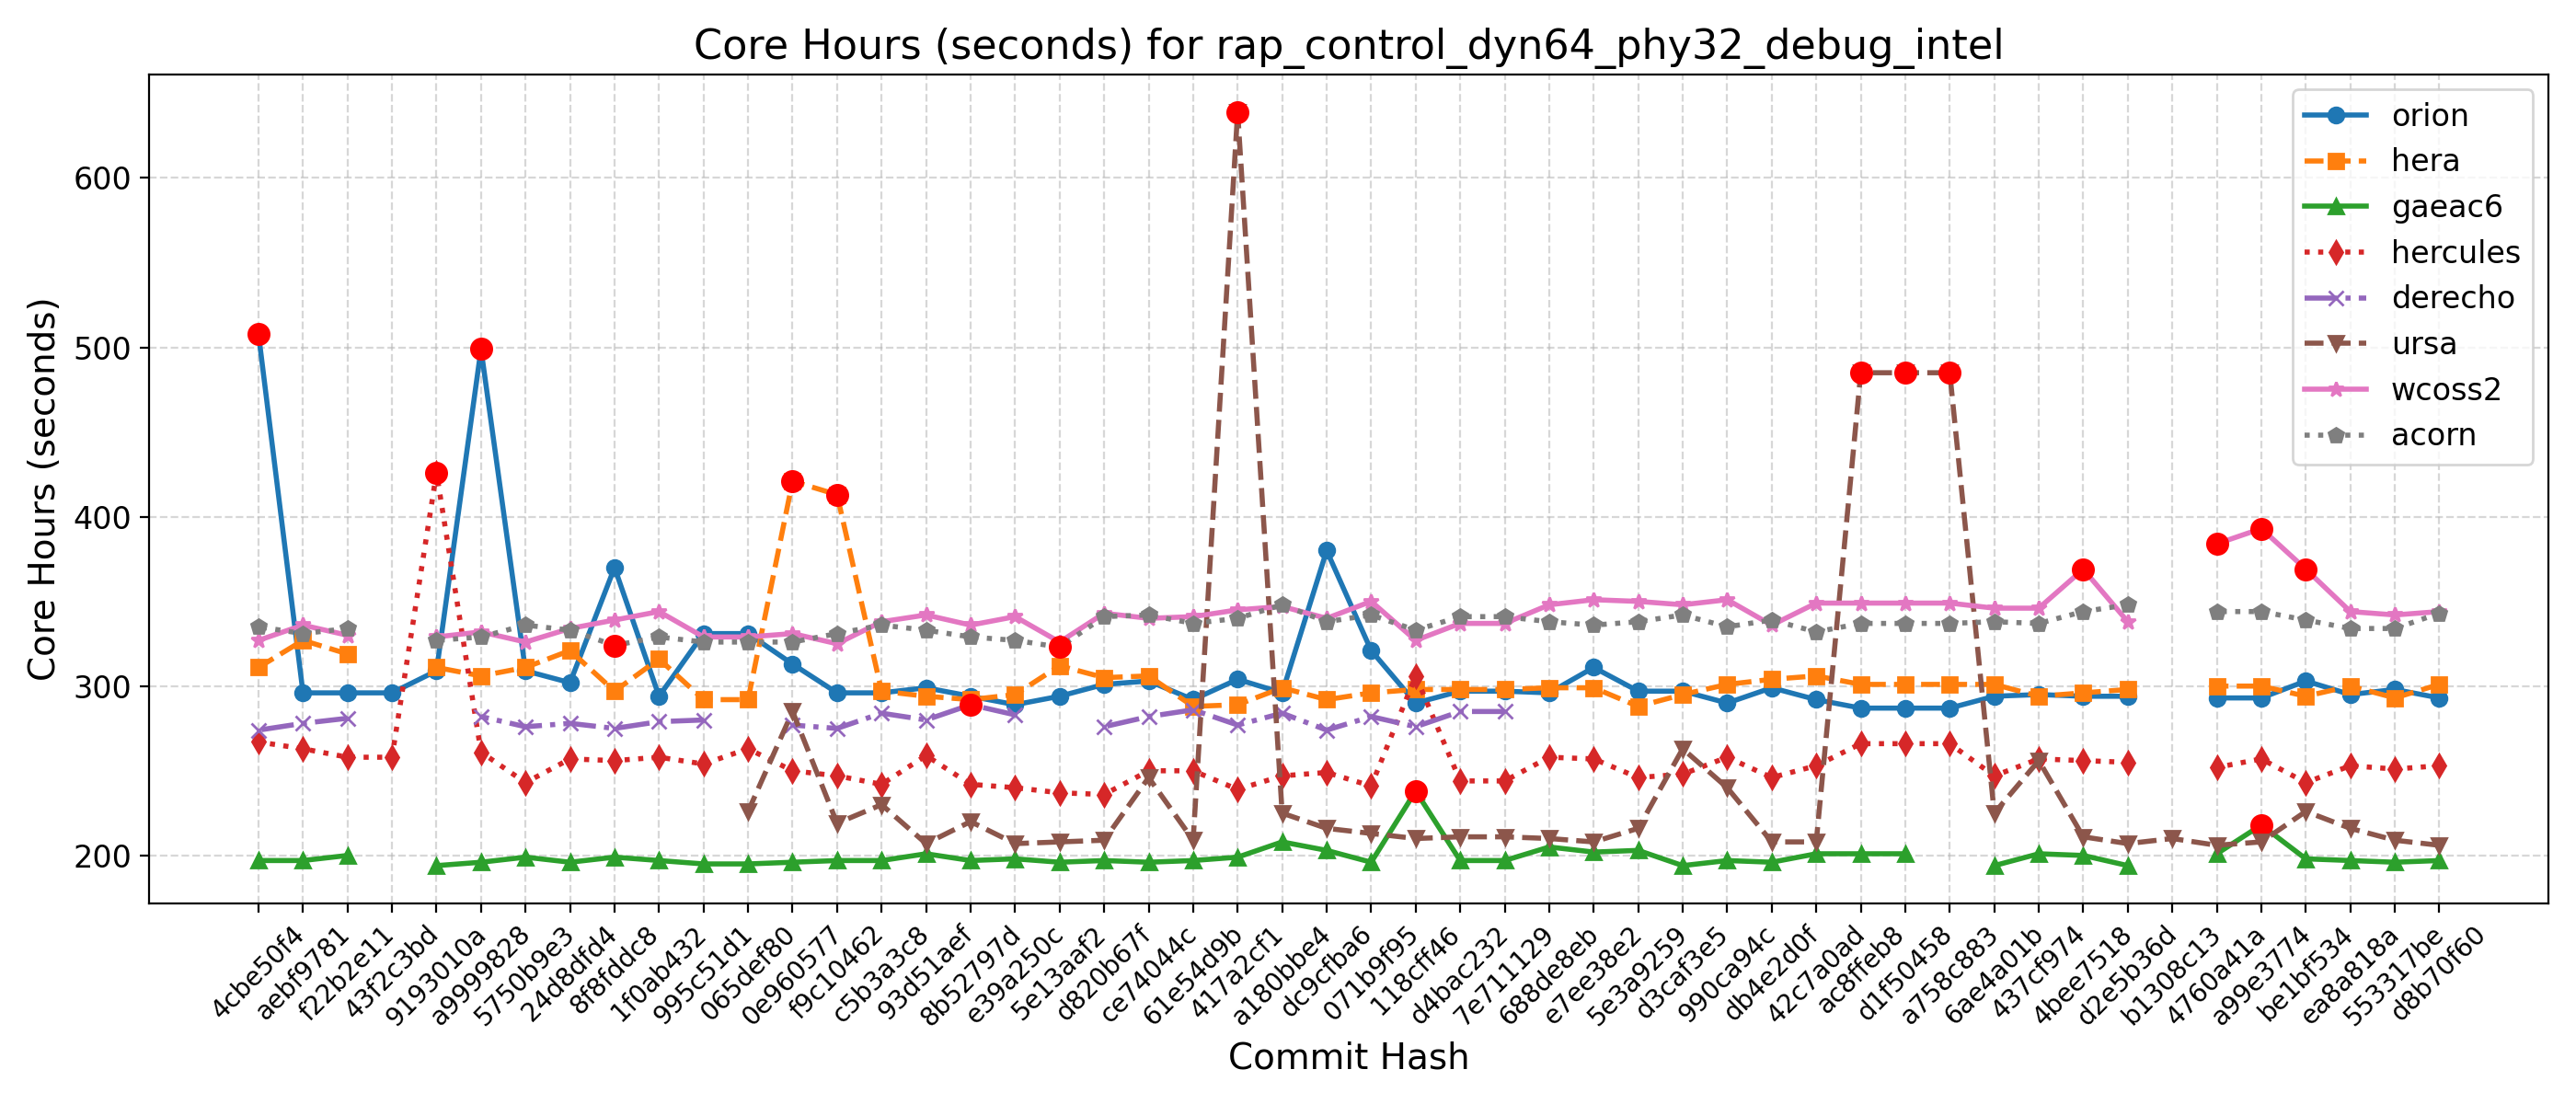 Core Hours (seconds) for rap_control_dyn64_phy32_debug_intel
Core Hours (seconds)
600
500
400
300
200
orion
hera
gaeac6
hercules
derecho
ursa
wcoss2
acorn
4cbe50f4
aebf9781
f22b2e11
43f2c3bd
9193010a
a9999828
5750b9e3
24d8dfd4
8f8fddc8
1f0ab432
995c51d1
065def80
0e960577
f9c10462
c5b3a3c8
93d51aef
8b52797d
e39a250c
5e13aaf2
d820b67f
ce74044c
61e54d9b
417a2cf1
a180bbe4
dc9cfba6
071b9f95
118cff46
d4bac232
7e711129
688de8eb
e7ee38e2
5e3a9259
d3caf3e5
990ca94c
db4e2d0f
42c7a0ad
ac8ffeb8
d1f50458
a758c883
6ae4a01b
437cf974
4bee7518
d2e5b36d
b1308c13
4760a41a
a99e3774
be1bf534
ea8a818a
553317be
d8b70f60
Commit Hash